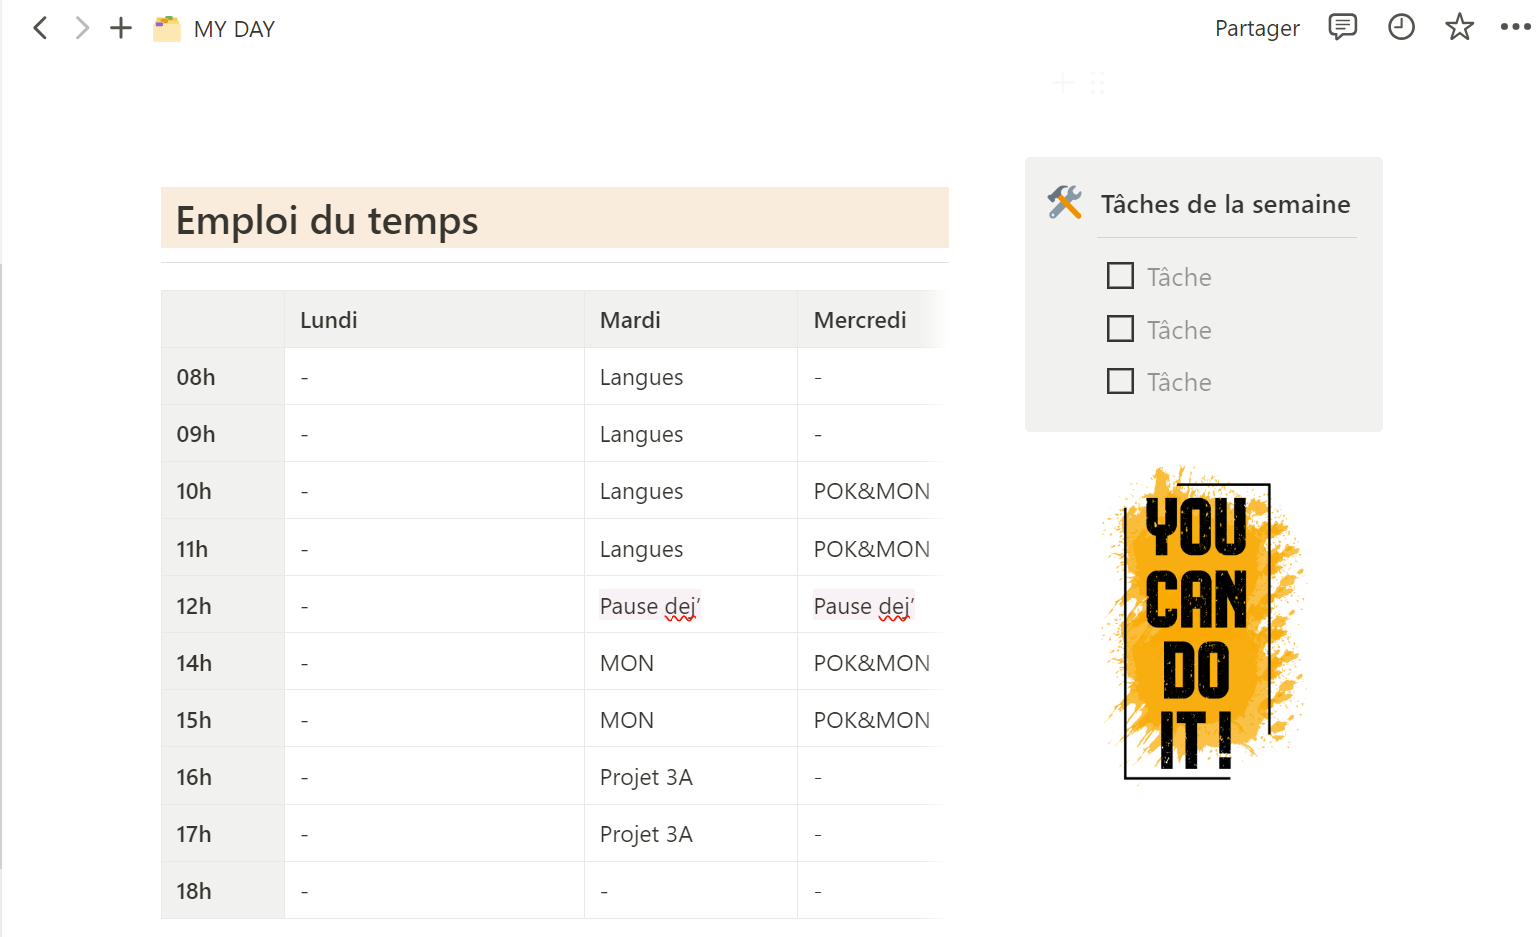 MY DAY
Partager
Emploi du temps
Lundi Mardi Mercredi
08h - Langues -
09h - Langues -
10h - Langues POK&MON
11h - Langues POK&MON
12h - Pause dej’ Pause dej’
14h - MON POK&MON
15h - MON POK&MON
16h - Projet 3A -
17h - Projet 3A -
18h - - -
Tâches de la semaine
Tâche
Tâche
Tâche
YOU
CAN
DO
IT!